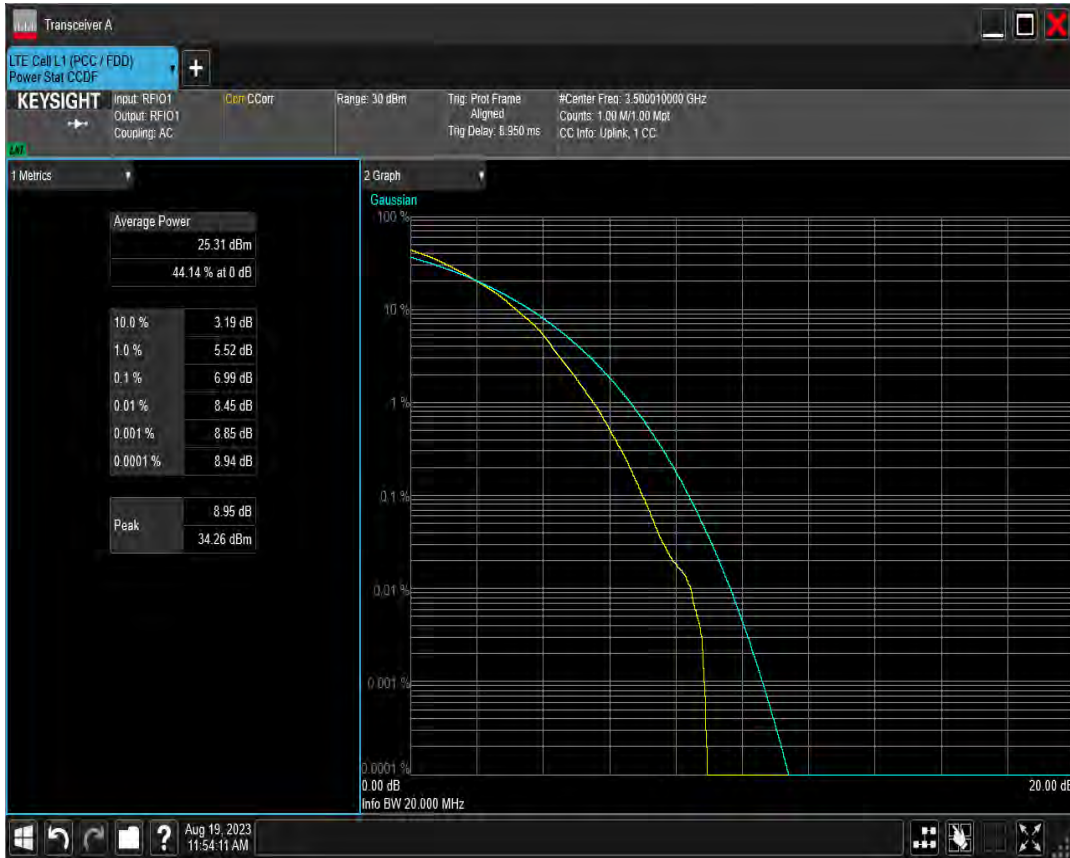 Transceiver A
LTE Cell L1 (PCC / FDD)
Power Stat CCDF
+
KEYSIGHT
Input: RFIO1
Output: RFIO1
Coupling: AC
Corr CCorr
Range: 30 dBm
Trig: Prot Frame
Aligned
Trig Delay: 8.950 ms
#Center Freq: 3.500010000 GHz
Counts: 1.00 M/1.00 Mpt
CC Info: Uplink, 1 CC
1 Metrics
Average Power
25.31 dBm
44.14 % at 0 dB
10.0 % 3.19 dB
1.0 % 5.52 dB
0.1 % 6.99 dB
0.01 % 8.45 dB
0.001 % 8.85 dB
0.0001 % 8.94 dB
Peak
8.95 dB
34.26 dBm
2 Graph
Gaussian
100 %
10 %
1 %
0.1 %
0.01 %
0.001 %
0.0001 %
0.00 dB
20.00 dB
Info BW 20.000 MHz
?
Aug 19, 2023
11:54:11 AM